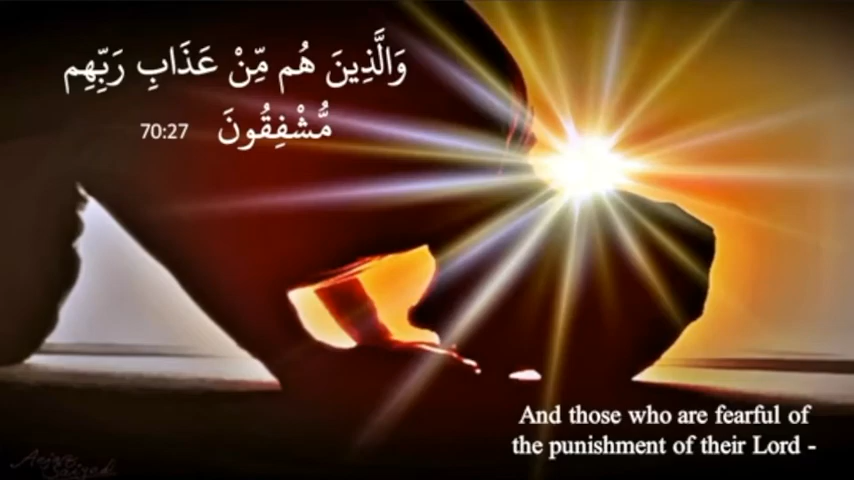 وَالَّذِينَ هُم مِّنْ عَذَابِ رَبِّهِم
مُّشْفِقُونَ 70:27
And those who are fearful of
the punishment of their Lord -